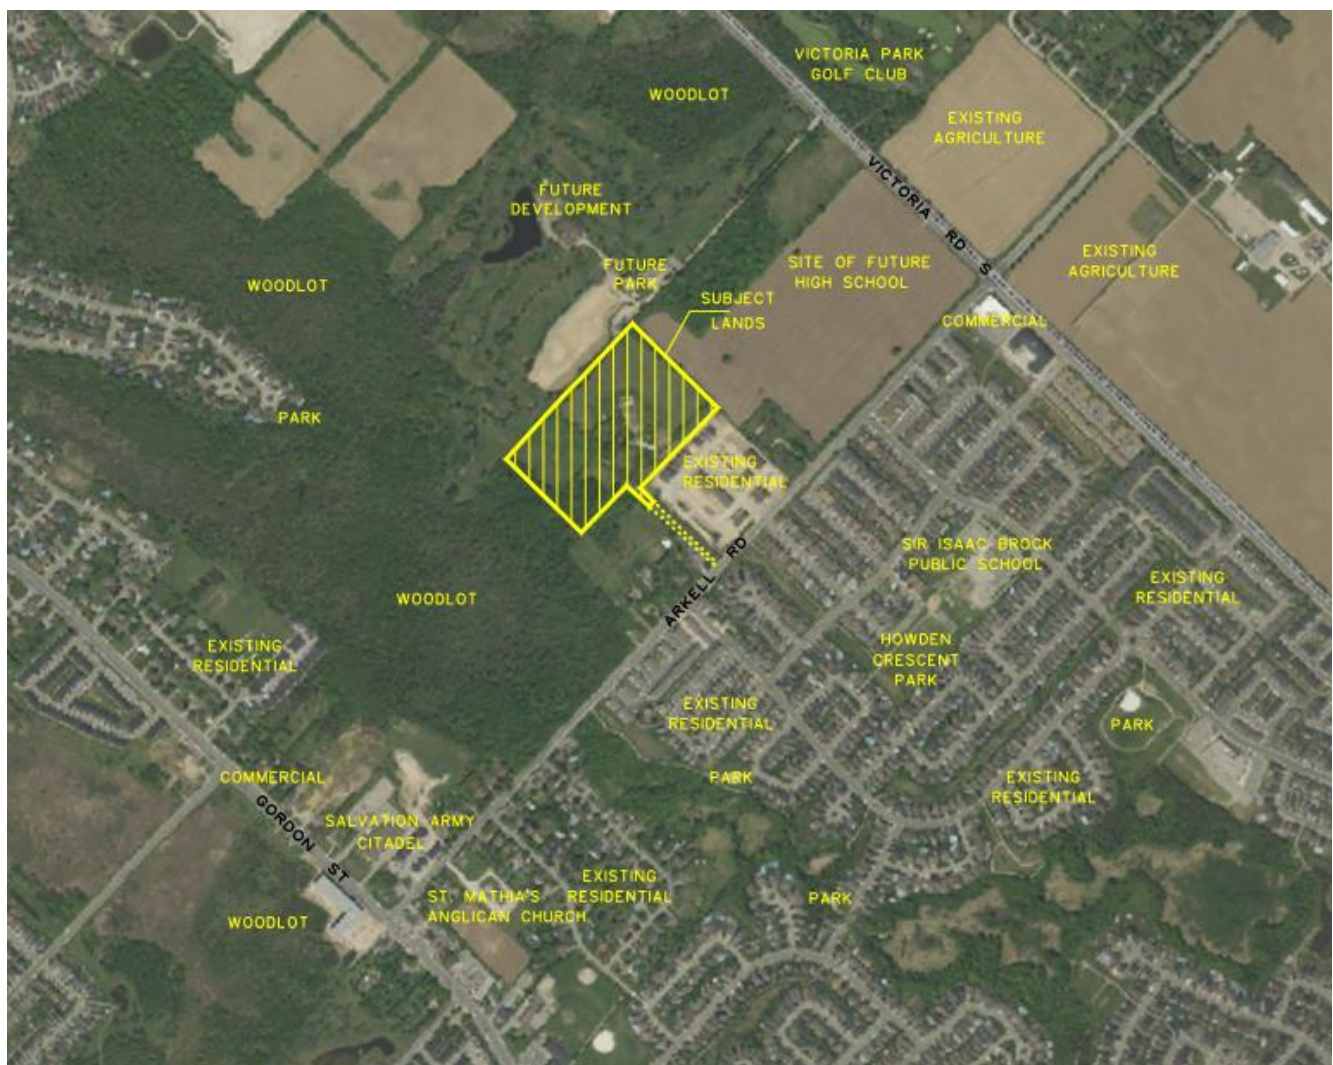 VICTORIA PARK
GOLF CLUB
WOODLOT
EXISTING
AGRICULTURE
VICTORIA RD S
FUTURE
DEVELOPMENT
EXISTING
AGRICULTURE
SITE OF FUTURE
HIGH SCHOOL
FUTURE
PARK
WOODLOT
SUBJECT
LANDS
COMMERCIAL
PARK
EXISTING
RESIDENTIAL
SIR ISAAC BROCK
PUBLIC SCHOOL
ARKELL RD
EXISTING
RESIDENTIAL
WOODLOT
EXISTING
RESIDENTIAL
HOWDEN
CRESCENT
PARK
EXISTING
RESIDENTIAL
PARK
COMMERCIAL
PARK
EXISTING
RESIDENTIAL
GORDON ST
SALVATION ARMY
CITADEL
EXISTING
RESIDENTIAL
ST. MATHIA'S
ANGLICAN CHURCH
PARK
WOODLOT